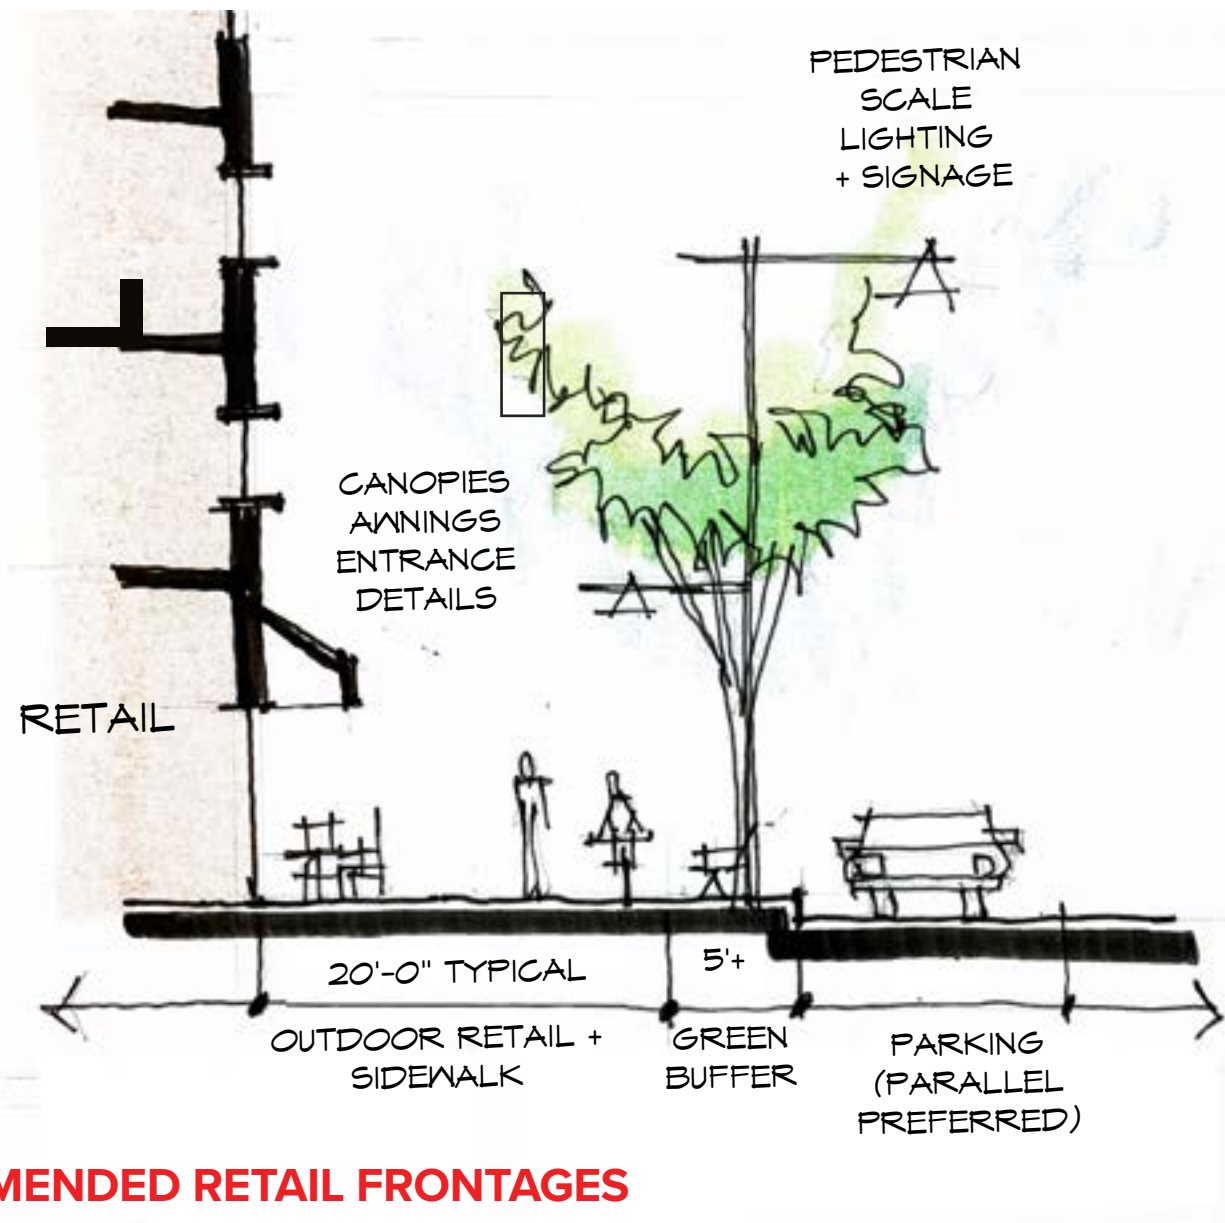 PEDESTRIAN
SCALE
LIGHTING
+ SIGNAGE
CANOPIES
AWNINGS
ENTRANCE
DETAILS
RETAIL
20'-0" TYPICAL
5'+
OUTDOOR RETAIL +
SIDEWALK
GREEN
BUFFER
PARKING
(PARALLEL
PREFERRED)
MENDED RETAIL FRONTAGES